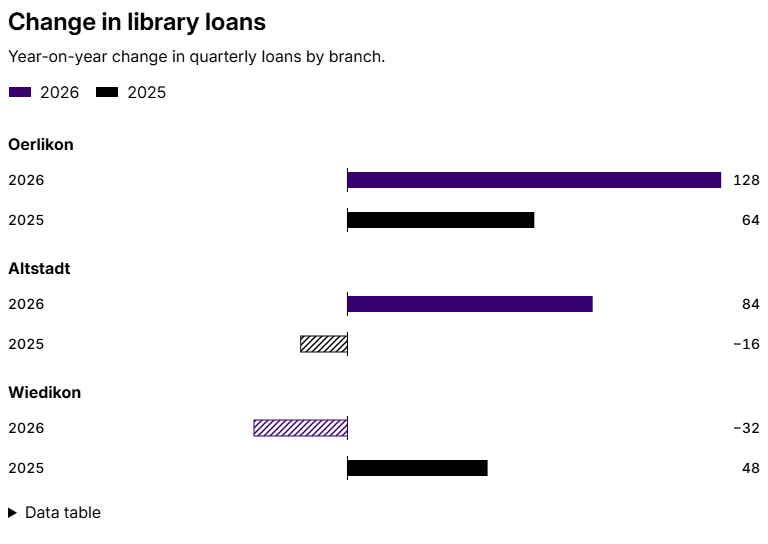 Change in library loans
Year-on-year change in quarterly loans by branch.
2026 2025
Oerlikon
2026 128
2025 64
Altstadt
2026 84
2025 −16
Wiedikon
2026 −32
2025 48
Data table